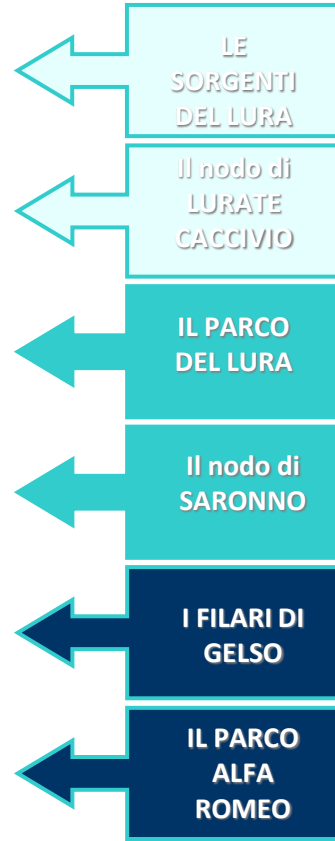 LE
SORGENTI
DEL LURA
Il nodo di
LURATE
CACCIVIO
IL PARCO
DEL LURA
Il nodo di
SARONNO
I FILARI DI
GELSO
IL PARCO
ALFA
ROMEO